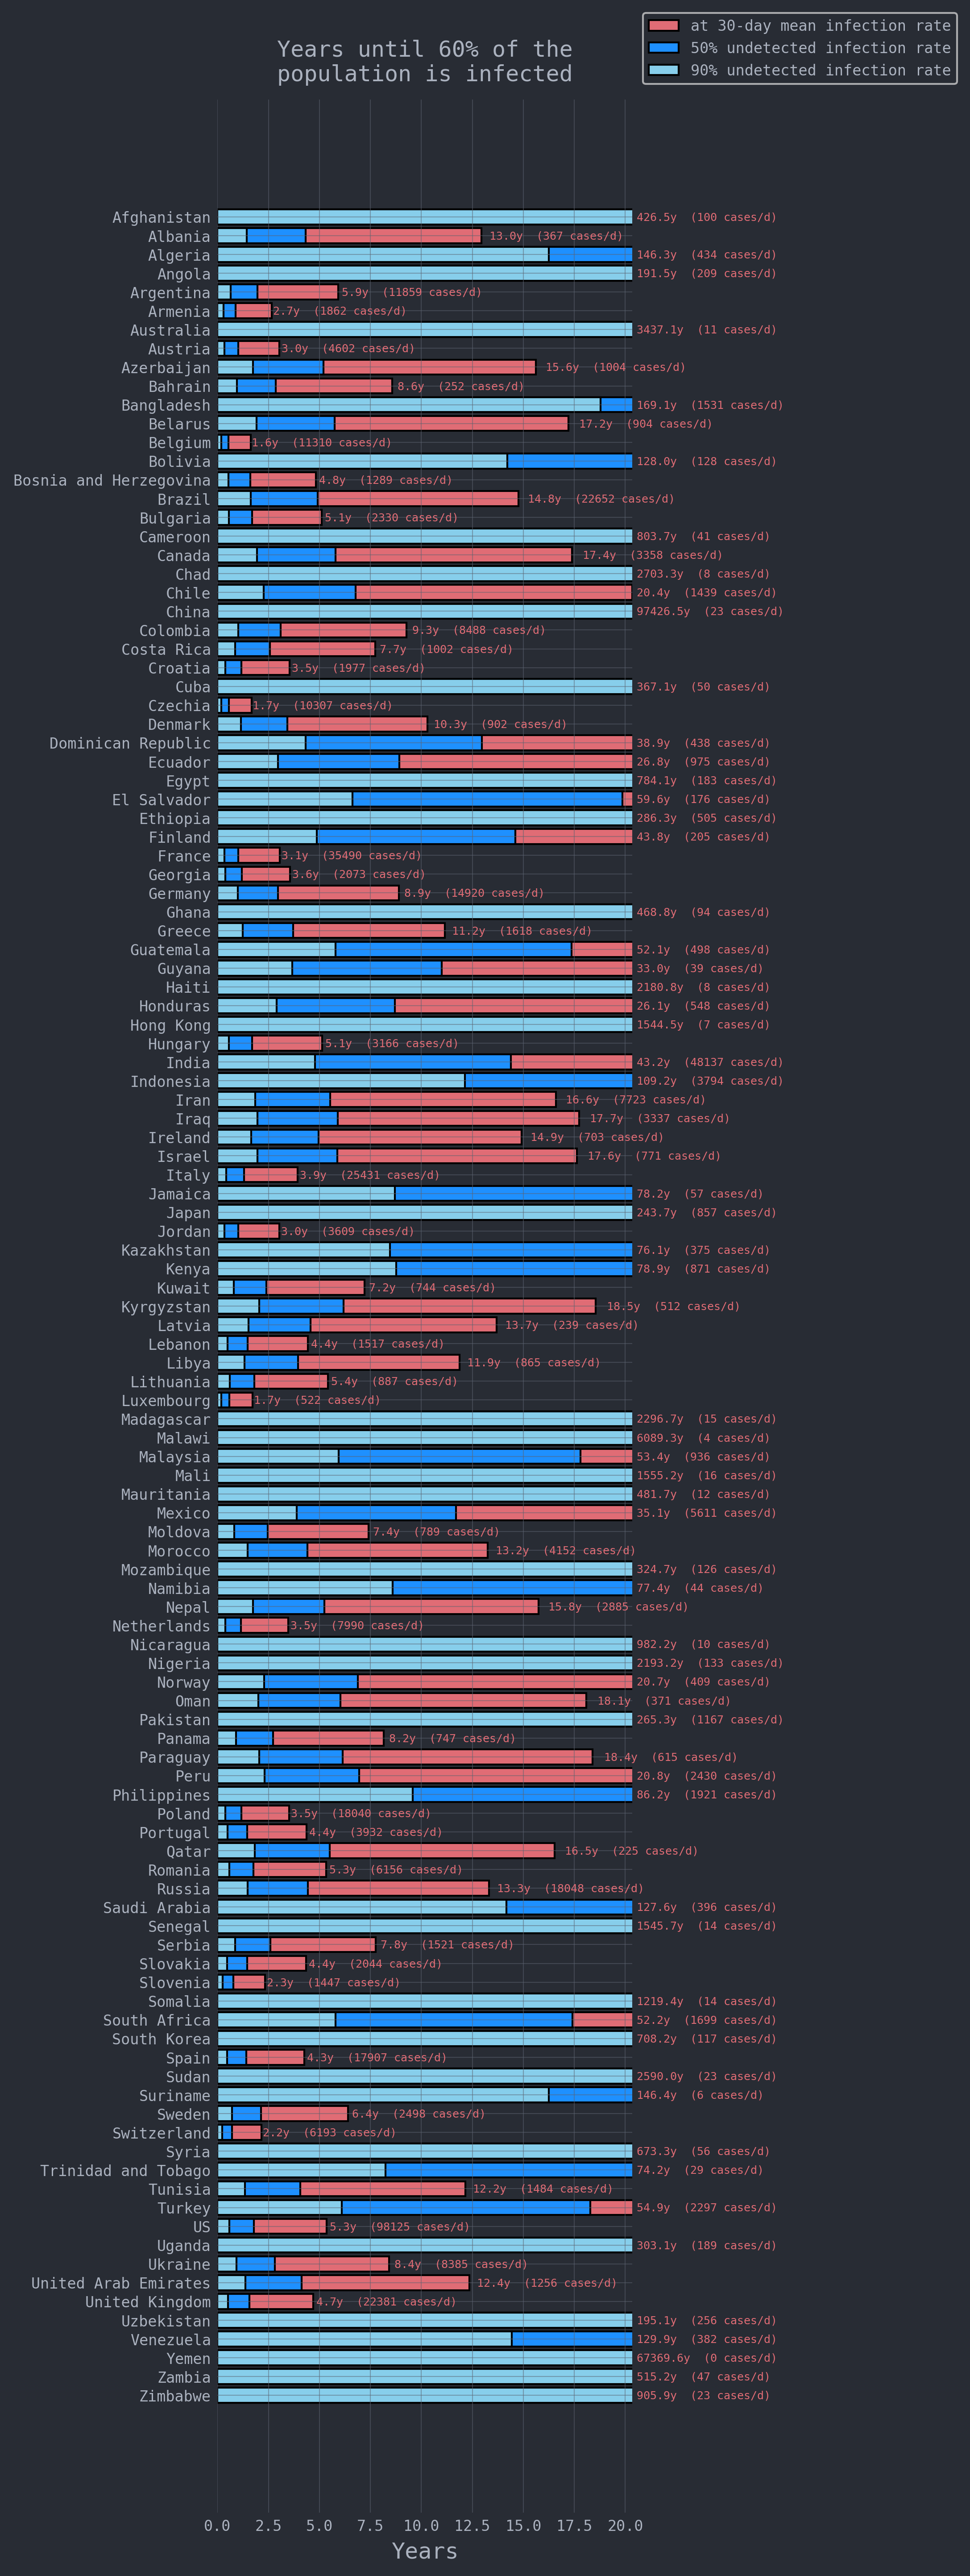 Years until 60% of the
population is infected
at 30-day mean infection rate
50% undetected infection rate
90% undetected infection rate
Afghanistan 426.5y (100 cases/d)
Albania 13.0y (367 cases/d)
Algeria 146.3y (434 cases/d)
Angola 191.5y (209 cases/d)
Argentina 5.9y (11859 cases/d)
Armenia 2.7y (1862 cases/d)
Australia 3437.1y (11 cases/d)
Austria 3.0y (4602 cases/d)
Azerbaijan 15.6y (1004 cases/d)
Bahrain 8.6y (252 cases/d)
Bangladesh 169.1y (1531 cases/d)
Belarus 17.2y (904 cases/d)
Belgium 1.6y (11310 cases/d)
Bolivia 128.0y (128 cases/d)
Bosnia and Herzegovina 4.8y (1289 cases/d)
Brazil 14.8y (22652 cases/d)
Bulgaria 5.1y (2330 cases/d)
Cameroon 803.7y (41 cases/d)
Canada 17.4y (3358 cases/d)
Chad 2703.3y (8 cases/d)
Chile 20.4y (1439 cases/d)
China 97426.5y (23 cases/d)
Colombia 9.3y (8488 cases/d)
Costa Rica 7.7y (1002 cases/d)
Croatia 3.5y (1977 cases/d)
Cuba 367.1y (50 cases/d)
Czechia 1.7y (10307 cases/d)
Denmark 10.3y (902 cases/d)
Dominican Republic 38.9y (438 cases/d)
Ecuador 26.8y (975 cases/d)
Egypt 784.1y (183 cases/d)
El Salvador 59.6y (176 cases/d)
Ethiopia 286.3y (505 cases/d)
Finland 43.8y (205 cases/d)
France 3.1y (35490 cases/d)
Georgia 3.6y (2073 cases/d)
Germany 8.9y (14920 cases/d)
Ghana 468.8y (94 cases/d)
Greece 11.2y (1618 cases/d)
Guatemala 52.1y (498 cases/d)
Guyana 33.0y (39 cases/d)
Haiti 2180.8y (8 cases/d)
Honduras 26.1y (548 cases/d)
Hong Kong 1544.5y (7 cases/d)
Hungary 5.1y (3166 cases/d)
India 43.2y (48137 cases/d)
Indonesia 109.2y (3794 cases/d)
Iran 16.6y (7723 cases/d)
Iraq 17.7y (3337 cases/d)
Ireland 14.9y (703 cases/d)
Israel 17.6y (771 cases/d)
Italy 3.9y (25431 cases/d)
Jamaica 78.2y (57 cases/d)
Japan 243.7y (857 cases/d)
Jordan 3.0y (3609 cases/d)
Kazakhstan 76.1y (375 cases/d)
Kenya 78.9y (871 cases/d)
Kuwait 7.2y (744 cases/d)
Kyrgyzstan 18.5y (512 cases/d)
Latvia 13.7y (239 cases/d)
Lebanon 4.4y (1517 cases/d)
Libya 11.9y (865 cases/d)
Lithuania 5.4y (887 cases/d)
Luxembourg 1.7y (522 cases/d)
Madagascar 2296.7y (15 cases/d)
Malawi 6089.3y (4 cases/d)
Malaysia 53.4y (936 cases/d)
Mali 1555.2y (16 cases/d)
Mauritania 481.7y (12 cases/d)
Mexico 35.1y (5611 cases/d)
Moldova 7.4y (789 cases/d)
Morocco 13.2y (4152 cases/d)
Mozambique 324.7y (126 cases/d)
Namibia 77.4y (44 cases/d)
Nepal 15.8y (2885 cases/d)
Netherlands 3.5y (7990 cases/d)
Nicaragua 982.2y (10 cases/d)
Nigeria 2193.2y (133 cases/d)
Norway 20.7y (409 cases/d)
Oman 18.1y (371 cases/d)
Pakistan 265.3y (1167 cases/d)
Panama 8.2y (747 cases/d)
Paraguay 18.4y (615 cases/d)
Peru 20.8y (2430 cases/d)
Philippines 86.2y (1921 cases/d)
Poland 3.5y (18040 cases/d)
Portugal 4.4y (3932 cases/d)
Qatar 16.5y (225 cases/d)
Romania 5.3y (6156 cases/d)
Russia 13.3y (18048 cases/d)
Saudi Arabia 127.6y (396 cases/d)
Senegal 1545.7y (14 cases/d)
Serbia 7.8y (1521 cases/d)
Slovakia 4.4y (2044 cases/d)
Slovenia 2.3y (1447 cases/d)
Somalia 1219.4y (14 cases/d)
South Africa 52.2y (1699 cases/d)
South Korea 708.2y (117 cases/d)
Spain 4.3y (17907 cases/d)
Sudan 2590.0y (23 cases/d)
Suriname 146.4y (6 cases/d)
Sweden 6.4y (2498 cases/d)
Switzerland 2.2y (6193 cases/d)
Syria 673.3y (56 cases/d)
Trinidad and Tobago 74.2y (29 cases/d)
Tunisia 12.2y (1484 cases/d)
Turkey 54.9y (2297 cases/d)
US 5.3y (98125 cases/d)
Uganda 303.1y (189 cases/d)
Ukraine 8.4y (8385 cases/d)
United Arab Emirates 12.4y (1256 cases/d)
United Kingdom 4.7y (22381 cases/d)
Uzbekistan 195.1y (256 cases/d)
Venezuela 129.9y (382 cases/d)
Yemen 67369.6y (0 cases/d)
Zambia 515.2y (47 cases/d)
Zimbabwe 905.9y (23 cases/d)
0.0 2.5 5.0 7.5 10.0 12.5 15.0 17.5 20.0
Years